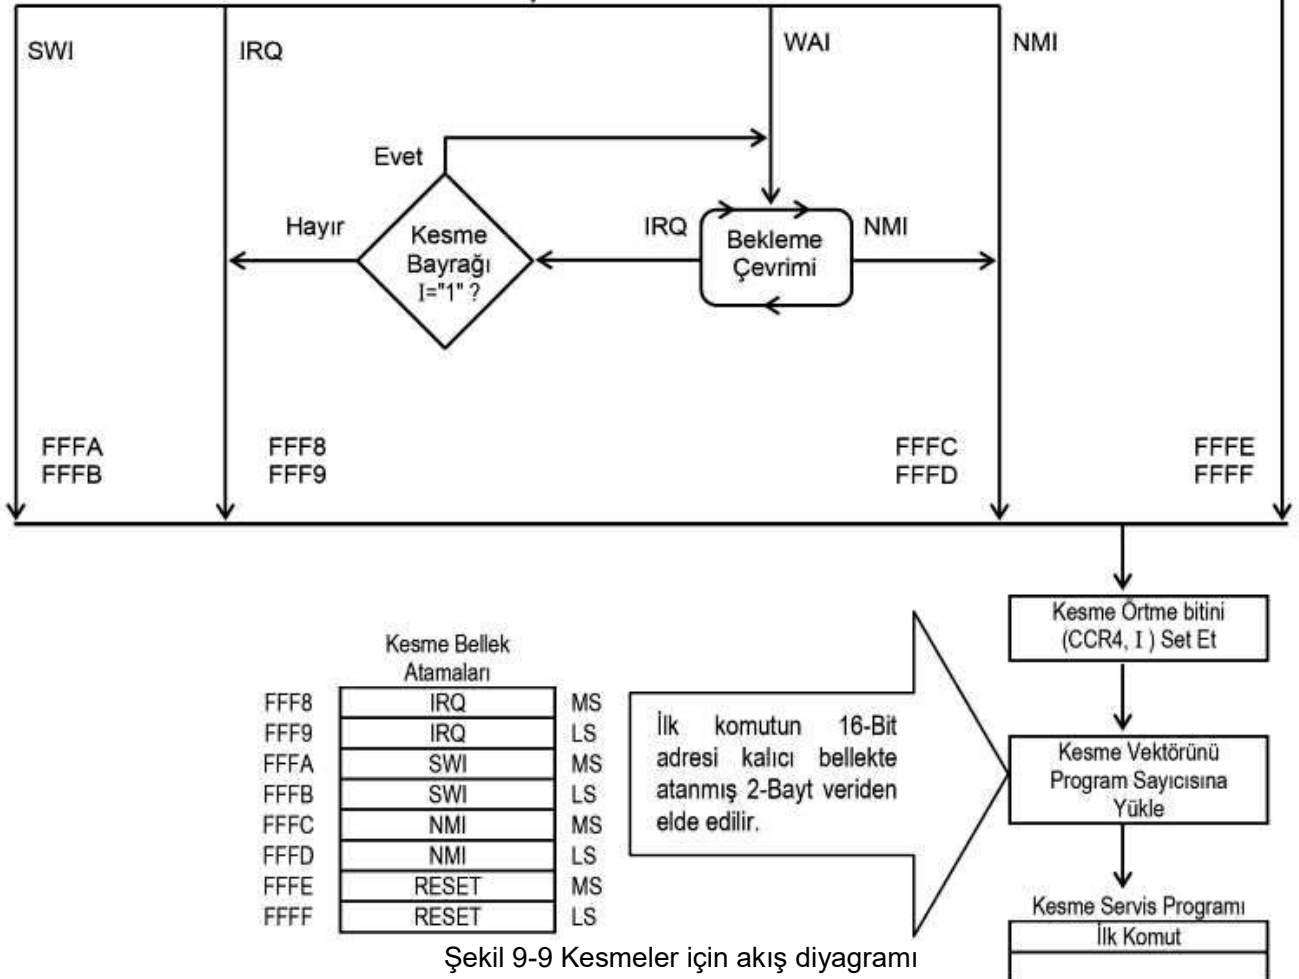 SWI
IRQ
WAI
NMI
Evet
Hayır
Kesme
Bayrağı
I="1" ?
IRQ
Bekleme
Çevrimi
NMI
FFFA
FFFB
FFF8
FFF9
FFFC
FFFD
FFFE
FFFF
Kesme Örtme bitini
(CCR4, I ) Set Et
Kesme Bellek
Atamaları
FFF8 IRQ MS
FFF9 IRQ LS
FFFA SWI MS
FFFB SWI LS
FFFC NMI MS
FFFD NMI LS
FFFE RESET MS
FFFF RESET LS
İlk komutun 16-Bit
adresi kalıcı bellekte
atanmış 2-Bayt veriden
elde edilir.
Kesme Vektörünü
Program Sayıcısına
Yükle
Kesme Servis Programı
İlk Komut
Şekil 9-9 Kesmeler için akış diyagramı